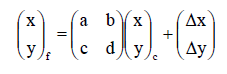 (x y)f = (a b c d) (x y)c + (Δx Δy)